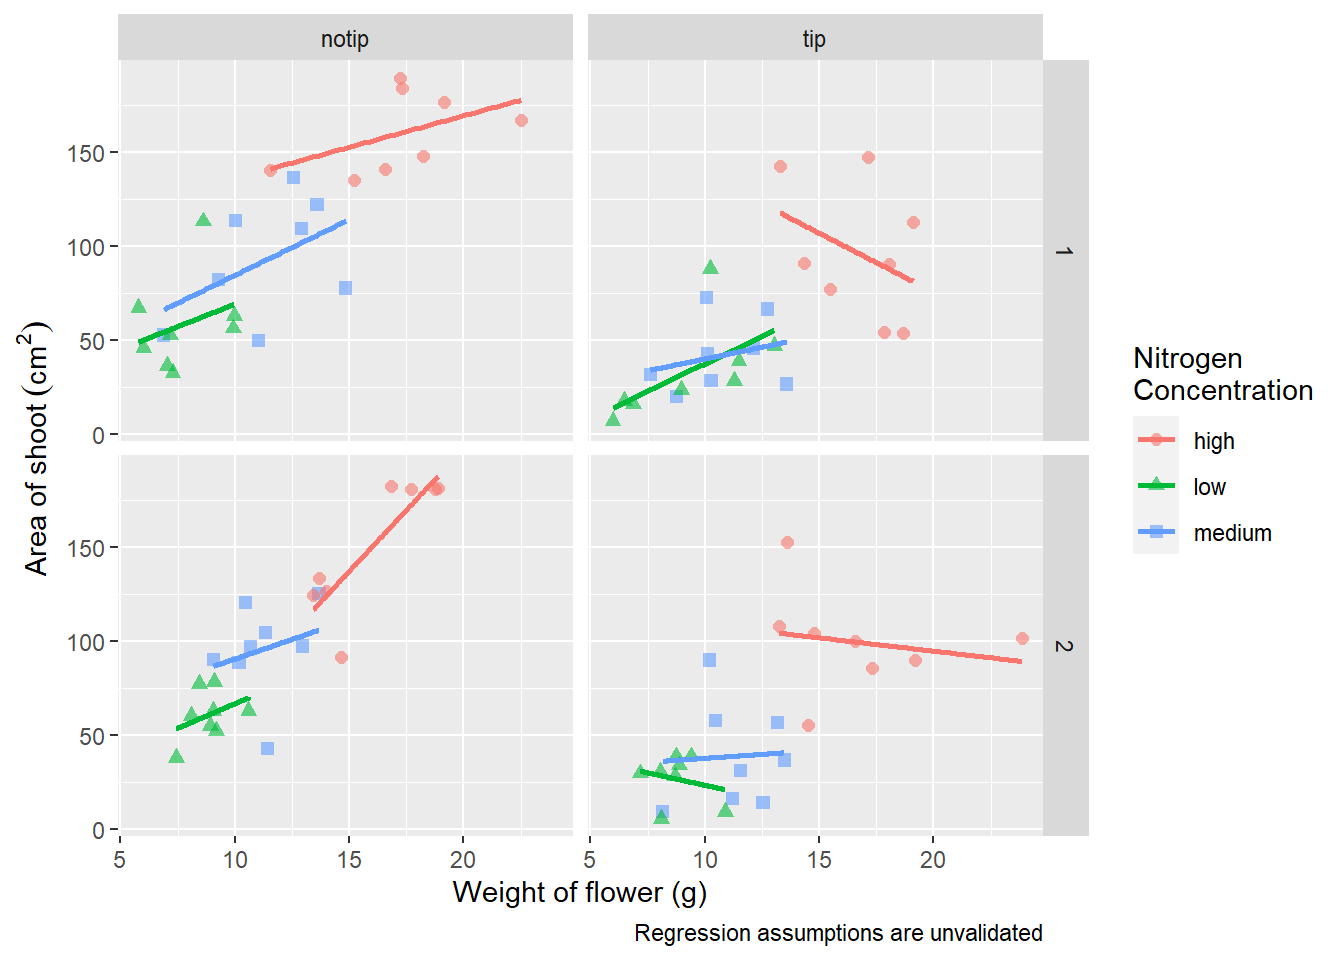 notip
tip
150
100
50
0
1
150
100
50
0
2
Area of shoot (cm²)
5
10
15
20
5
10
15
20
Weight of flower (g)
Regression assumptions are unvalidated
Nitrogen
Concentration
high
low
medium